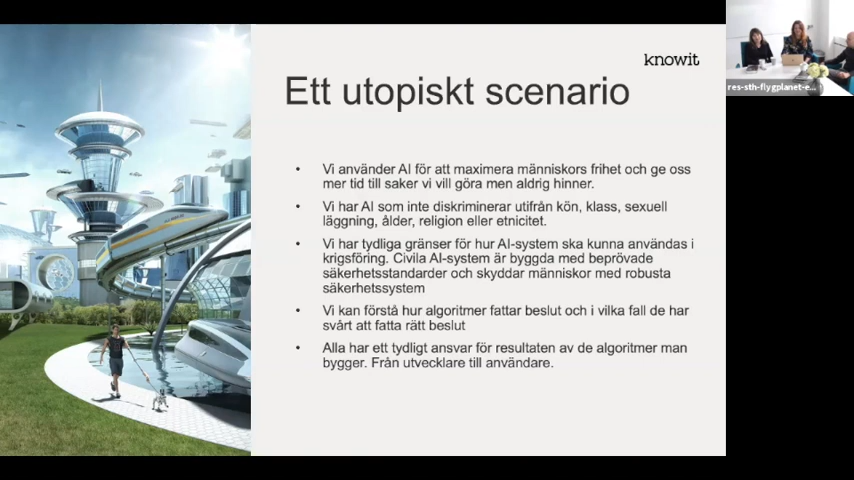 knowit
Ett utopiskt scenario
• Vi använder AI för att maximera människors frihet och ge oss
mer tid till saker vi vill göra men aldrig hinner.
• Vi har AI som inte diskriminerar utifrån kön, klass, sexuell
läggning, ålder, religion eller etnicitet.
• Vi har tydliga gränser för hur AI-system ska kunna användas i
krigsföring. Civila AI-system är byggda med beprövade
säkerhetsstandarder och skyddar människor med robusta
säkerhetssystem
• Vi kan förstå hur algoritmer fattar beslut och i vilka fall de har
svårt att fatta rätt beslut
• Alla har ett tydligt ansvar för resultaten av de algoritmer man
bygger. Från utvecklare till användare.
res-sth-flygplanet-e...